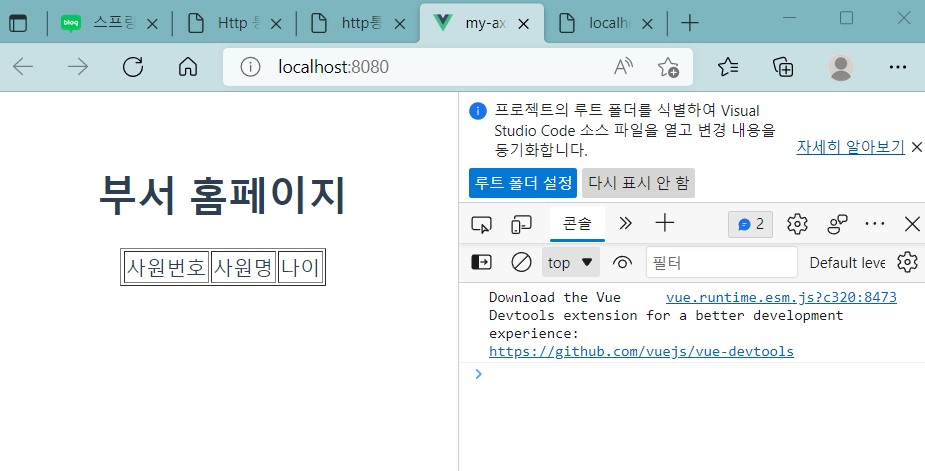 blog
스프링
Http 통
http통
my-ax
localh
localhost:8080
부서 홈페이지
사원번호 사원명 나이
프로젝트의 루트 폴더를 식별하여 Visual
Studio Code 소스 파일을 열고 변경 내용을
동기화합니다.
자세히 알아보기
루트 폴더 설정 다시 표시 안 함
콘솔 2
top 필터 Default leve
Download the Vue vue.runtime.esm.js?c320:8473
Devtools extension for a better development
experience:
https://github.com/vuejs/vue-devtools